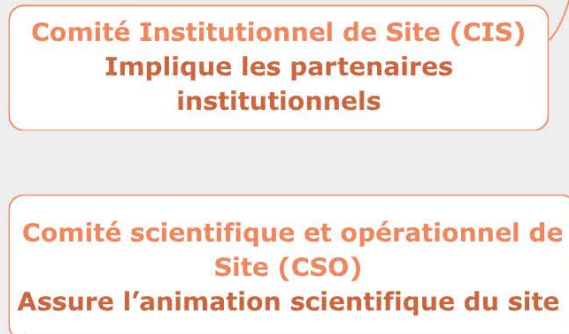 Comité Institutionnel de Site (CIS)
Implique les partenaires
institutionnels
Comité scientifique et opérationnel de
Site (CSO)
Assure l’animation scientifique du site